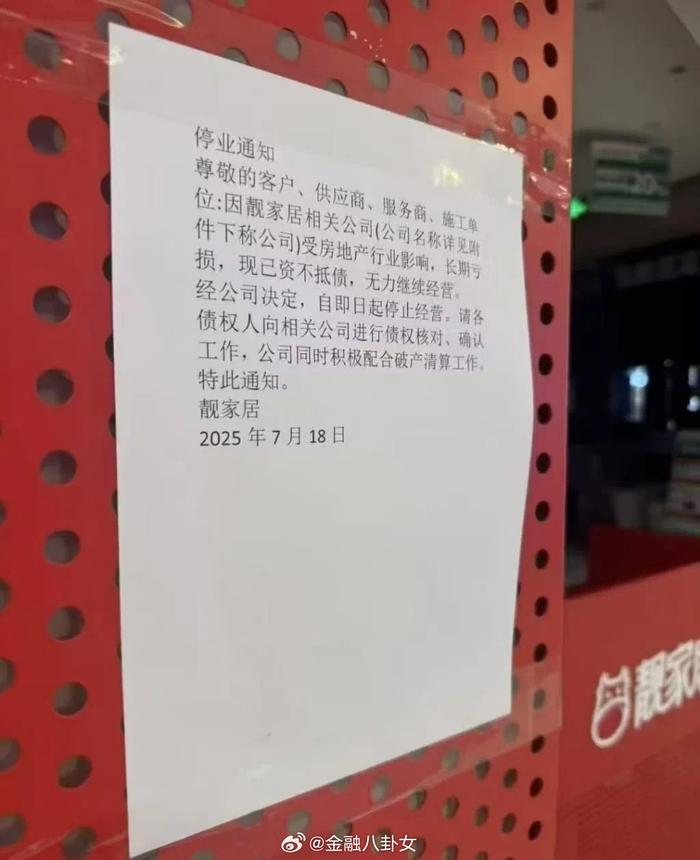 停业通知
尊敬的客户、供应商、服务商、施工单
位:因靓家居相关公司(公司名称详见附
件下称公司)受房地产行业影响，长期亏
损，现已资不抵债，无力继续经营。
经公司决定，自即日起停止经营。请各
债权人向相关公司进行债权核对、确认
工作，公司同时积极配合破产清算工作。
特此通知。
靓家居
2025 年 7 月 18 日
靓家
@金融八卦女